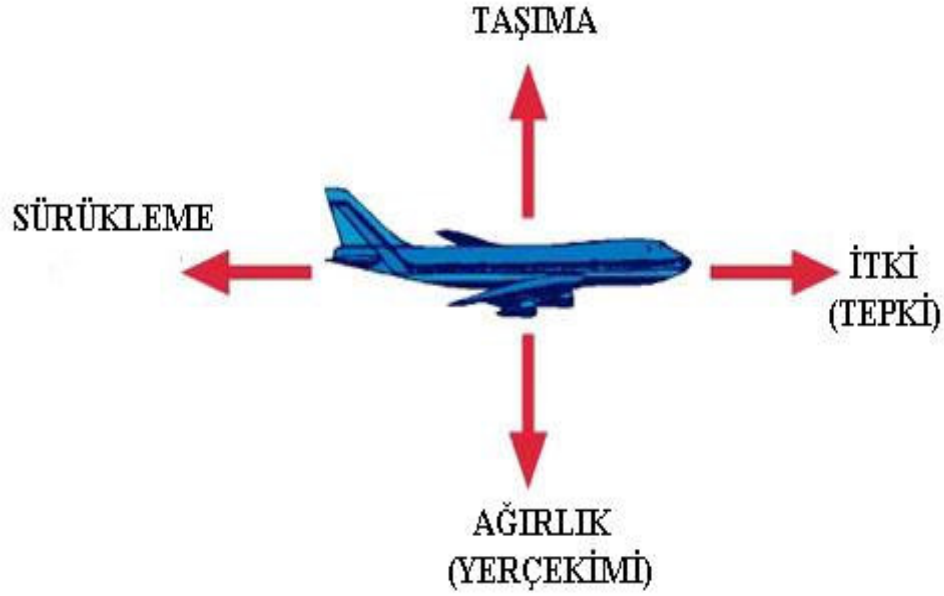 TAŞIMA
SÜRÜKLEME
İTKİ
(TEPKİ)
AĞIRLIK
(YERÇEKİMİ)